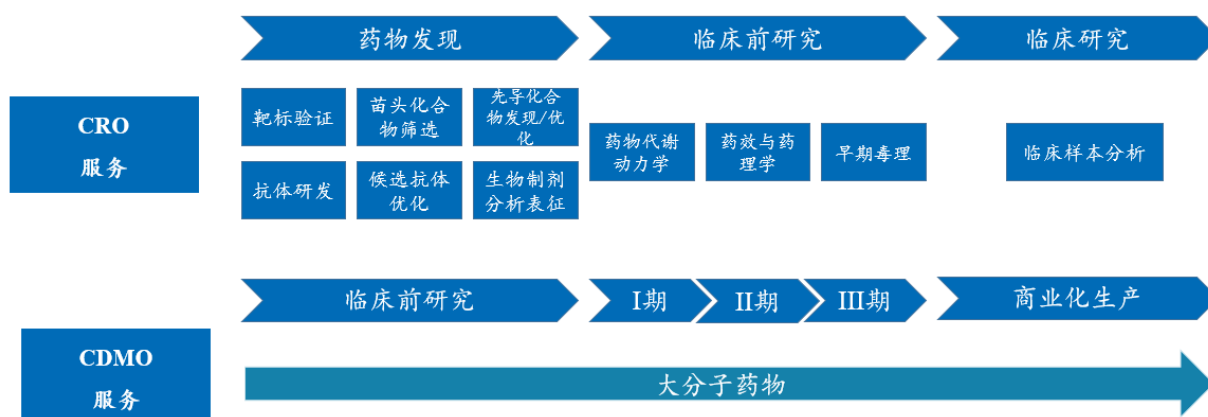 药物发现
临床前研究
临床研究
CRO
服务
靶标验证
苗头化合
物筛选
先导化合
物发现/优
化
抗体研发
候选抗体
优化
生物制剂
分析表征
药物代谢
动力学
药效与药
理学
早期毒理
临床样本分析
临床前研究
I期
II期
III期
商业化生产
CDMO
服务
大分子药物